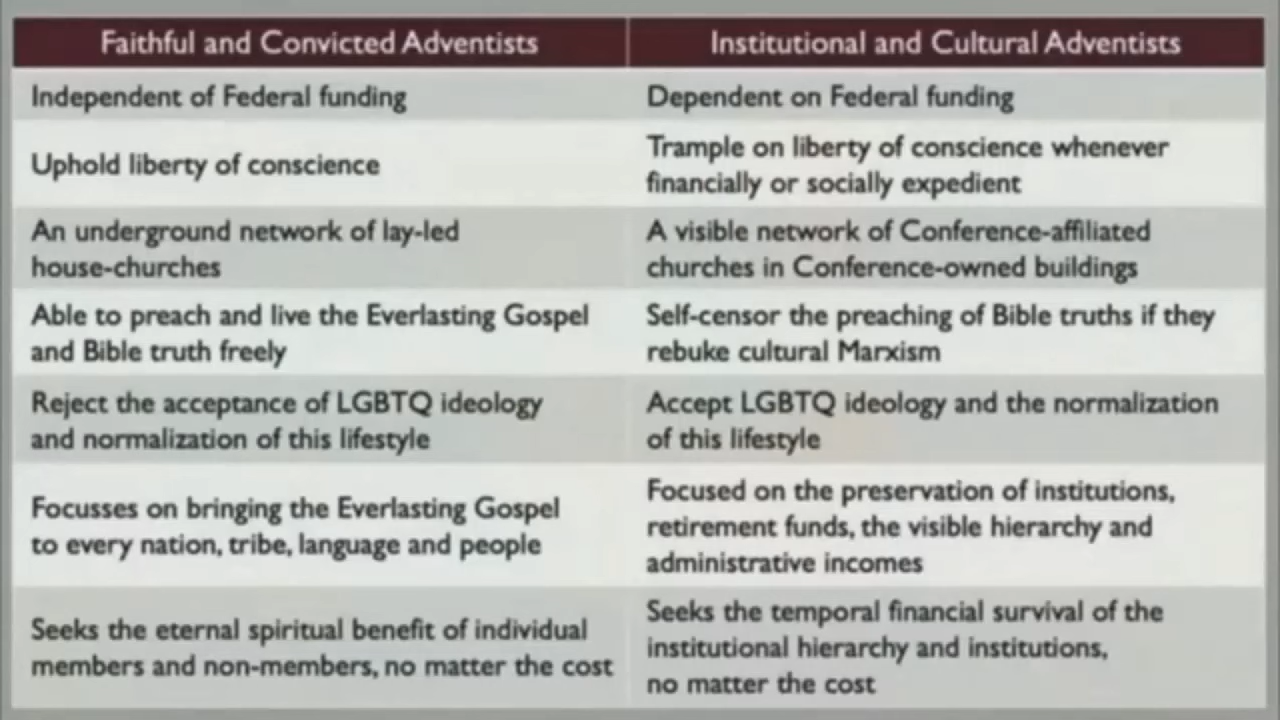 Faithful and Convicted Adventists
Institutional and Cultural Adventists
Independent of Federal funding
Dependent on Federal funding
Uphold liberty of conscience
Trample on liberty of conscience whenever
financially or socially expedient
An underground network of lay-led
house-churches
A visible network of Conference-affiliated
churches in Conference-owned buildings
Able to preach and live the Everlasting Gospel
and Bible truth freely
Self-censor the preaching of Bible truths if they
rebuke cultural Marxism
Reject the acceptance of LGBTQ ideology
and normalization of this lifestyle
Accept LGBTQ ideology and the normalization
of this lifestyle
Focusses on bringing the Everlasting Gospel
to every nation, tribe, language and people
Focused on the preservation of institutions,
retirement funds, the visible hierarchy and
administrative incomes
Seeks the eternal spiritual benefit of individual
members and non-members, no matter the cost
Seeks the temporal financial survival of the
institutional hierarchy and institutions,
no matter the cost